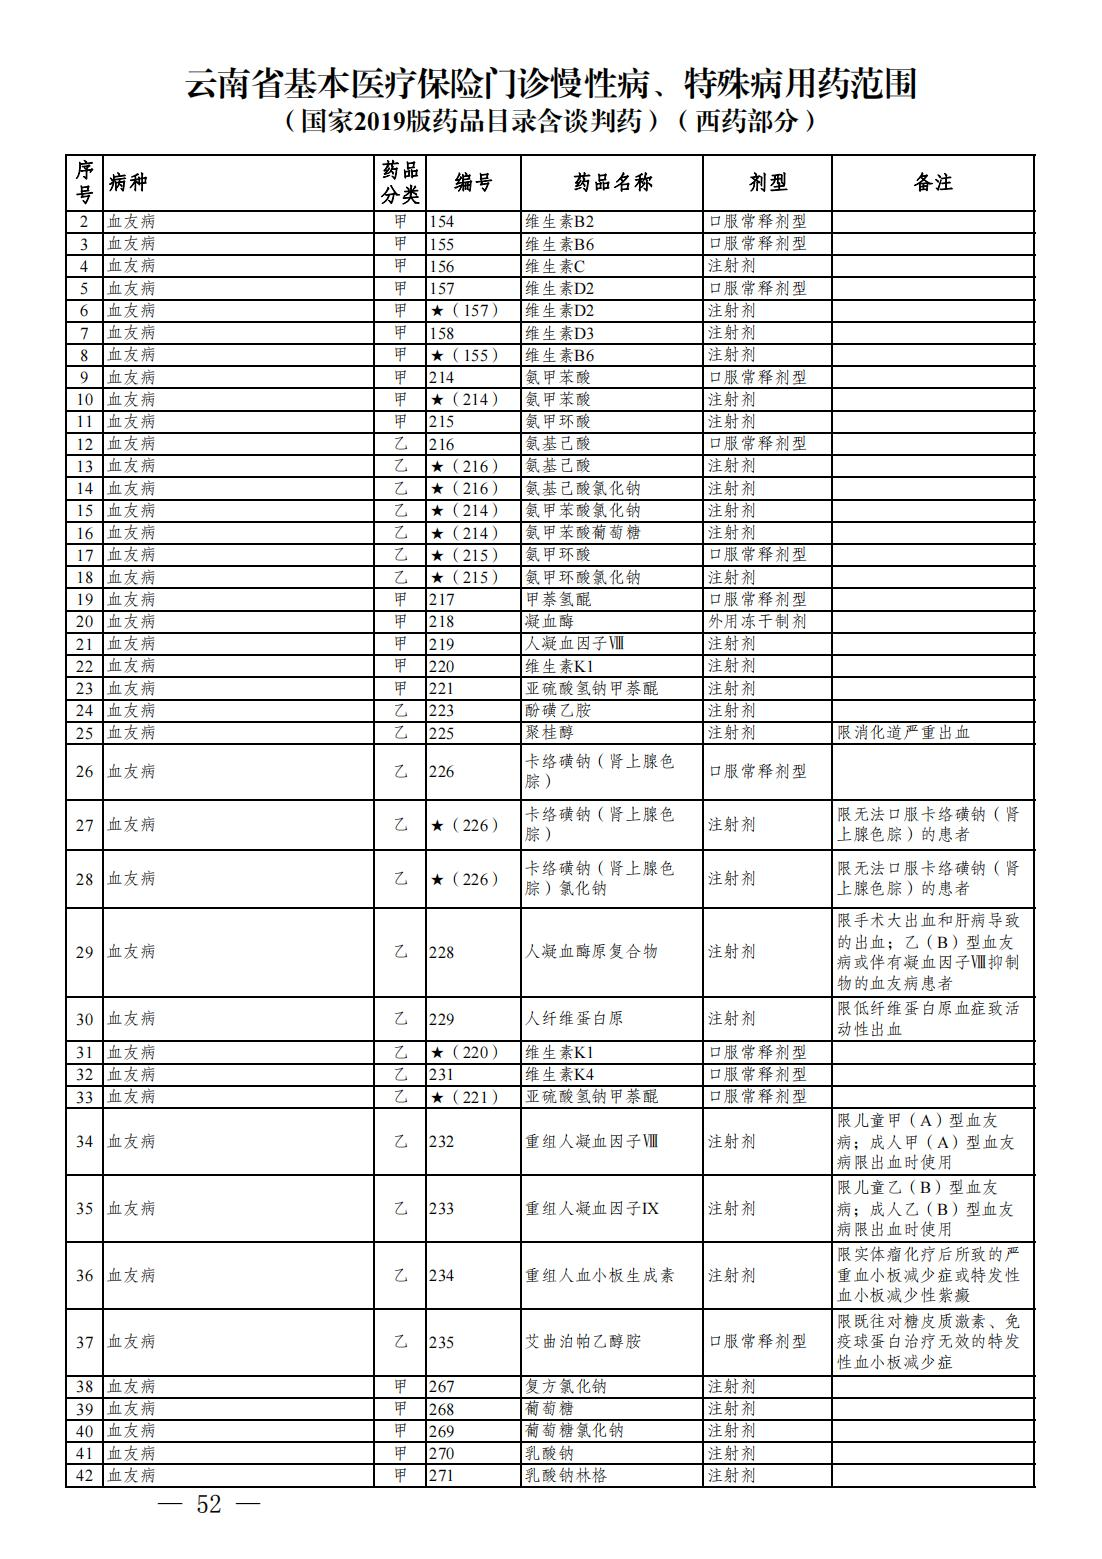 云南省基本医疗保险门诊慢性病、特殊病用药范围
（国家2019版药品目录含谈判药）（西药部分）
序号 病种 药品分类 编号 药品名称 剂型 备注
2 血友病 甲 154 维生素B2 口服常释剂型
3 血友病 甲 155 维生素B6 口服常释剂型
4 血友病 甲 156 维生素C 注射剂
5 血友病 甲 157 维生素D2 口服常释剂型
6 血友病 甲 ★（157） 维生素D2 注射剂
7 血友病 甲 158 维生素D3 注射剂
8 血友病 甲 ★（155） 维生素B6 注射剂
9 血友病 甲 214 氨甲苯酸 口服常释剂型
10 血友病 甲 ★（214） 氨甲苯酸 注射剂
11 血友病 甲 215 氨甲环酸 注射剂
12 血友病 乙 216 氨基己酸 口服常释剂型
13 血友病 乙 ★（216） 氨基己酸 注射剂
14 血友病 乙 ★（216） 氨基己酸氯化钠 注射剂
15 血友病 乙 ★（214） 氨甲苯酸氯化钠 注射剂
16 血友病 乙 ★（214） 氨甲苯酸葡萄糖 注射剂
17 血友病 乙 ★（215） 氨甲环酸 口服常释剂型
18 血友病 乙 ★（215） 氨甲环酸氯化钠 注射剂
19 血友病 甲 217 甲萘氢醌 口服常释剂型
20 血友病 甲 218 凝血酶 外用冻干制剂
21 血友病 甲 219 人凝血因子Ⅷ 注射剂
22 血友病 甲 220 维生素K1 注射剂
23 血友病 甲 221 亚硫酸氢钠甲萘醌 注射剂
24 血友病 乙 223 酚磺乙胺 注射剂
25 血友病 乙 225 聚桂醇 注射剂 限消化道严重出血
26 血友病 乙 226 卡络磺钠（肾上腺色
腙） 口服常释剂型
27 血友病 乙 ★（226） 卡络磺钠（肾上腺色
腙） 注射剂 限无法口服卡络磺钠（肾
上腺色腙）的患者
28 血友病 乙 ★（226） 卡络磺钠（肾上腺色
腙）氯化钠 注射剂 限无法口服卡络磺钠（肾
上腺色腙）的患者
29 血友病 乙 228 人凝血酶原复合物 注射剂 限手术大出血和肝病导致
的出血；乙（B）型血友
病或伴有凝血因子Ⅷ抑制
物的血友病患者
30 血友病 乙 229 人纤维蛋白原 注射剂 限低纤维蛋白原血症致活
动性出血
31 血友病 乙 ★（220） 维生素K1 口服常释剂型
32 血友病 乙 231 维生素K4 口服常释剂型
33 血友病 乙 ★（221） 亚硫酸氢钠甲萘醌 口服常释剂型
34 血友病 乙 232 重组人凝血因子Ⅷ 注射剂 限儿童甲（A）型血友
病；成人甲（A）型血友
病限出血时使用
35 血友病 乙 233 重组人凝血因子IX 注射剂 限儿童乙（B）型血友
病；成人乙（B）型血友
病限出血时使用
36 血友病 乙 234 重组人血小板生成素 注射剂 限实体瘤化疗后所致的严
重血小板减少症或特发性
血小板减少性紫癜
37 血友病 乙 235 艾曲泊帕乙醇胺 口服常释剂型 限既往对糖皮质激素、免
疫球蛋白治疗无效的特发
性血小板减少症
38 血友病 甲 267 复方氯化钠 注射剂
39 血友病 甲 268 葡萄糖 注射剂
40 血友病 甲 269 葡萄糖氯化钠 注射剂
41 血友病 甲 270 乳酸钠 注射剂
42 血友病 甲 271 乳酸钠林格 注射剂
— 52 —